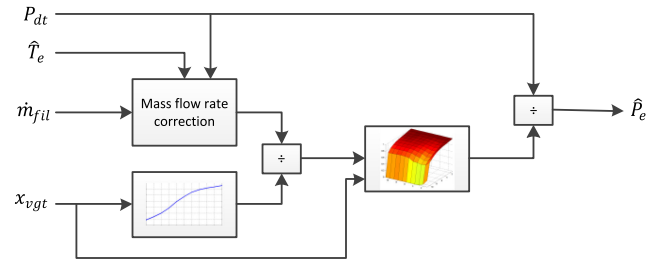 P_dt
T̂_e
ṁ_fil
Mass flow rate
correction
÷
÷
P̂_e
x_vgt